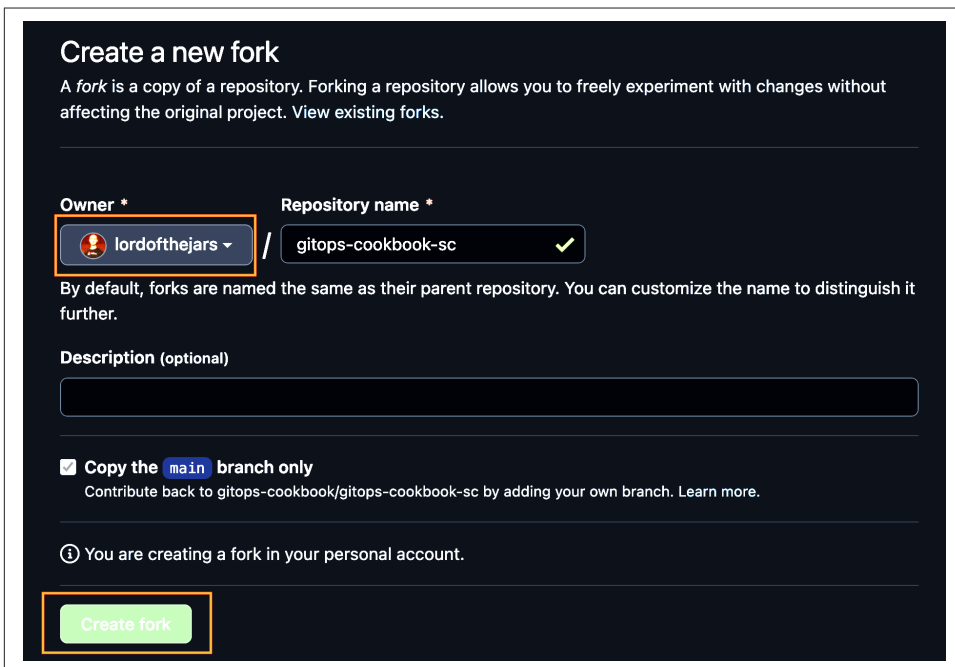 Create a new fork
A fork is a copy of a repository. Forking a repository allows you to freely experiment with changes without
affecting the original project. View existing forks.
Owner * Repository name *
lordofthejars / gitops-cookbook-sc
By default, forks are named the same as their parent repository. You can customize the name to distinguish it
further.
Description (optional)
Copy the main branch only
Contribute back to gitops-cookbook/gitops-cookbook-sc by adding your own branch. Learn more.
You are creating a fork in your personal account.
Create fork